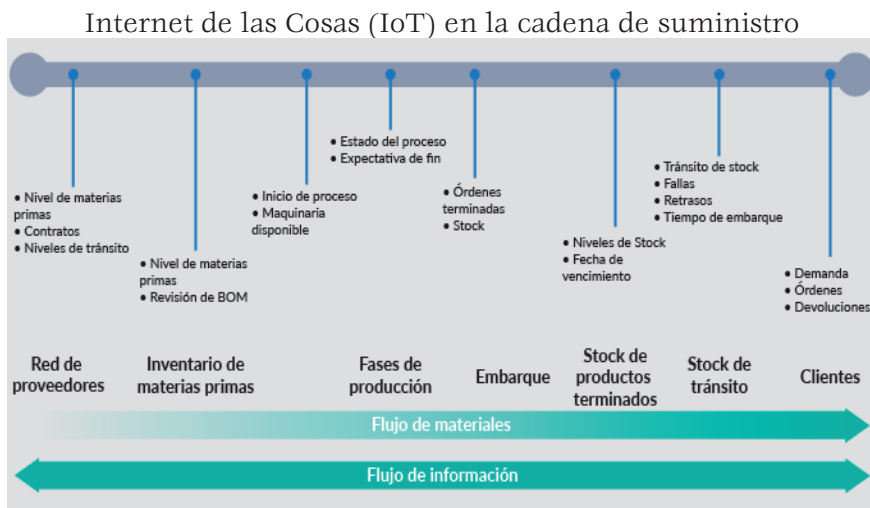 Internet de las Cosas (IoT) en la cadena de suministro
• Nivel de materias
primas
• Contratos
• Niveles de tránsito
• Nivel de materias
primas
• Revisión de BOM
• Inicio de proceso
• Maquinaria
disponible
• Estado del proceso
• Expectativa de fin
• Órdenes
terminadas
• Stock
• Niveles de Stock
• Fecha de
vencimiento
• Tránsito de stock
• Fallas
• Retrasos
• Tiempo de embarque
• Demanda
• Órdenes
• Devoluciones
Red de
proveedores
Inventario de
materias primas
Fases de
producción
Embarque
Stock de
productos
terminados
Stock de
tránsito
Clientes
Flujo de materiales
Flujo de información